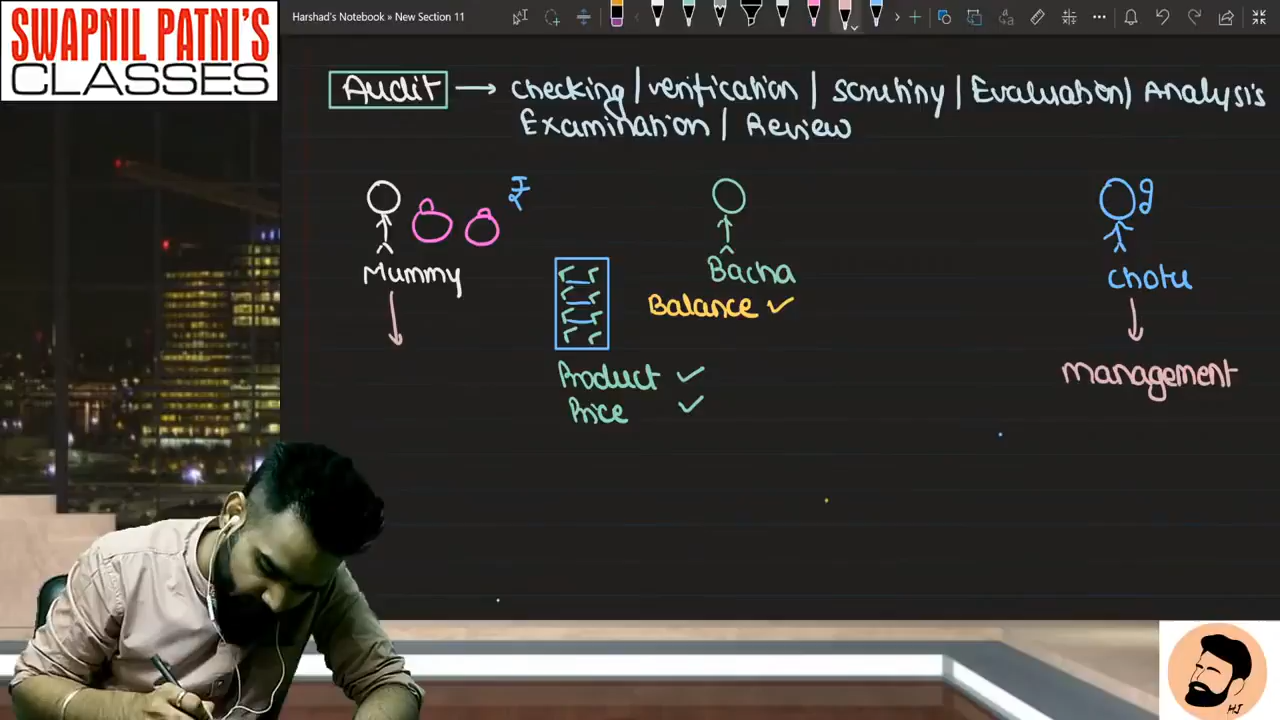 SWAPNIL PATNI'S
CLASSES
Harshad's Notebook » New Section 11
Audit → checking | verification | Scrutiny | Evaluation | Analysis
Examination | Review
₹
Mummy
Bacha
Chotu
Balance ✓
Product ✓
Price ✓
management
HJ